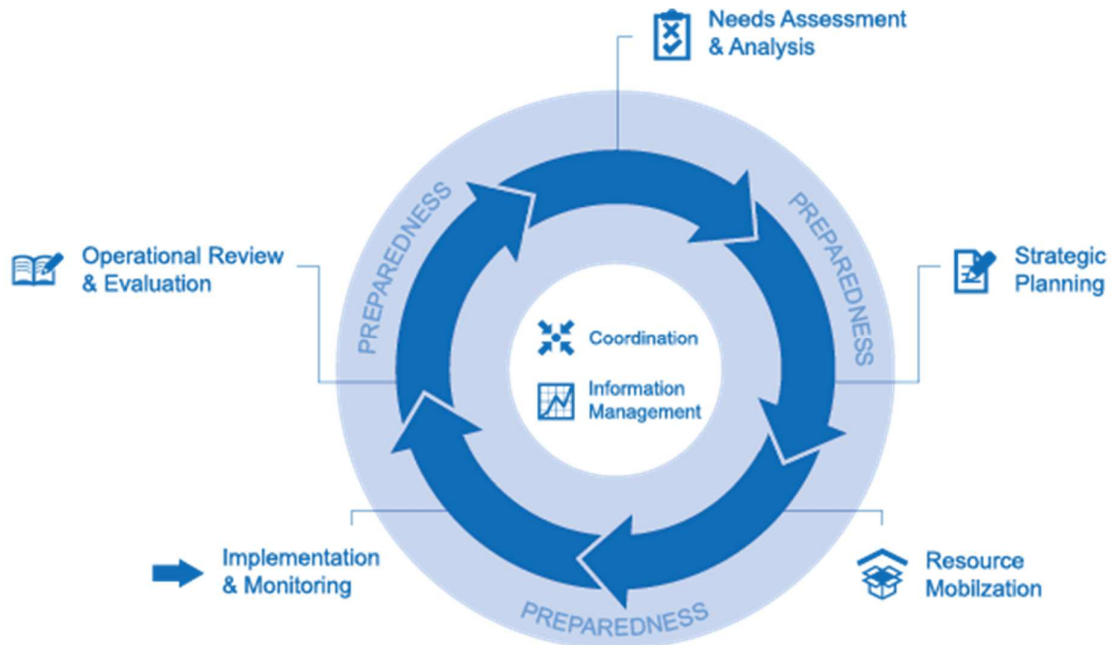 Needs Assessment
& Analysis
PREPAREDNESS
PREPAREDNESS
Operational Review
& Evaluation
Strategic
Planning
Coordination
Information
Management
Implementation
& Monitoring
Resource
Mobilzation
PREPAREDNESS